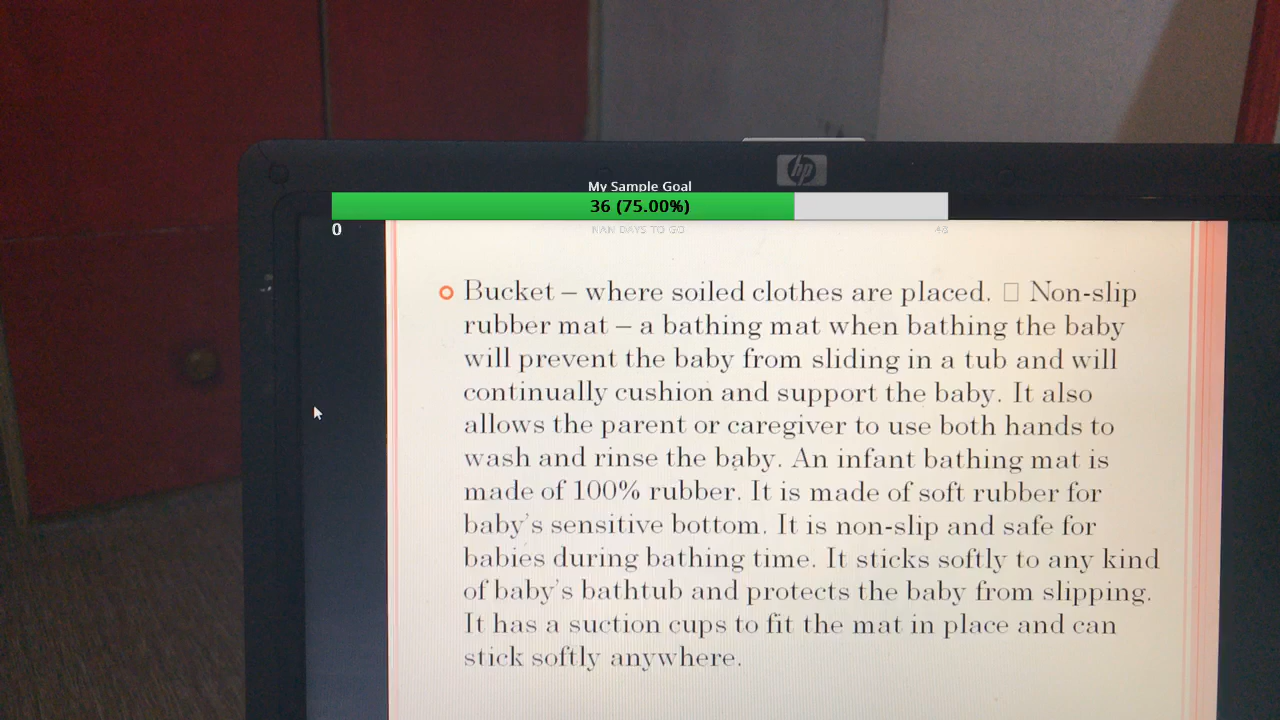 hp
My Sample Goal
36 (75.00%)
0
NAN DAYS TO GO
48
Bucket – where soiled clothes are placed. □ Non-slip
rubber mat – a bathing mat when bathing the baby
will prevent the baby from sliding in a tub and will
continually cushion and support the baby. It also
allows the parent or caregiver to use both hands to
wash and rinse the baby. An infant bathing mat is
made of 100% rubber. It is made of soft rubber for
baby's sensitive bottom. It is non-slip and safe for
babies during bathing time. It sticks softly to any kind
of baby's bathtub and protects the baby from slipping.
It has a suction cups to fit the mat in place and can
stick softly anywhere.